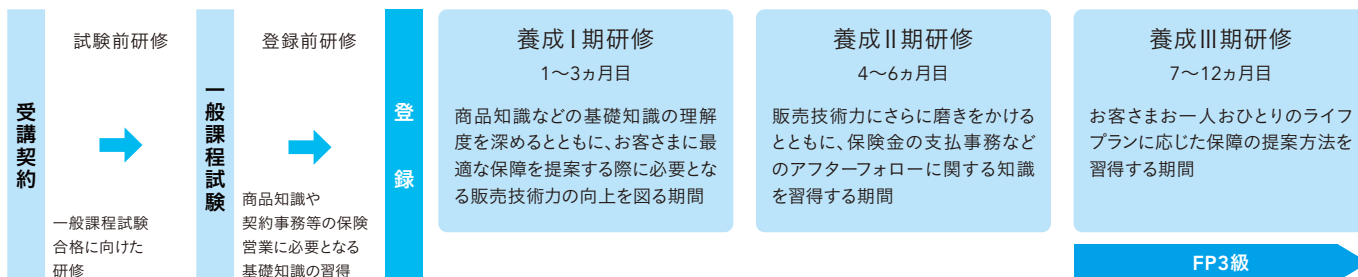 受講契約
試験前研修
一般課程試験
合格に向けた
研修
一般課程試験
登録前研修
商品知識や
契約事務等の保険
営業に必要となる
基礎知識の習得
登録
養成Ⅰ期研修
1〜3ヵ月目
商品知識などの基礎知識の理解
度を深めるとともに、お客さまに最
適な保障を提案する際に必要とな
る販売技術力の向上を図る期間
養成Ⅱ期研修
4〜6ヵ月目
販売技術力にさらに磨きをかける
とともに、保険金の支払事務など
のアフターフォローに関する知識
を習得する期間
養成Ⅲ期研修
7〜12ヵ月目
お客さまお一人おひとりのライフ
プランに応じた保障の提案方法を
習得する期間
FP3級